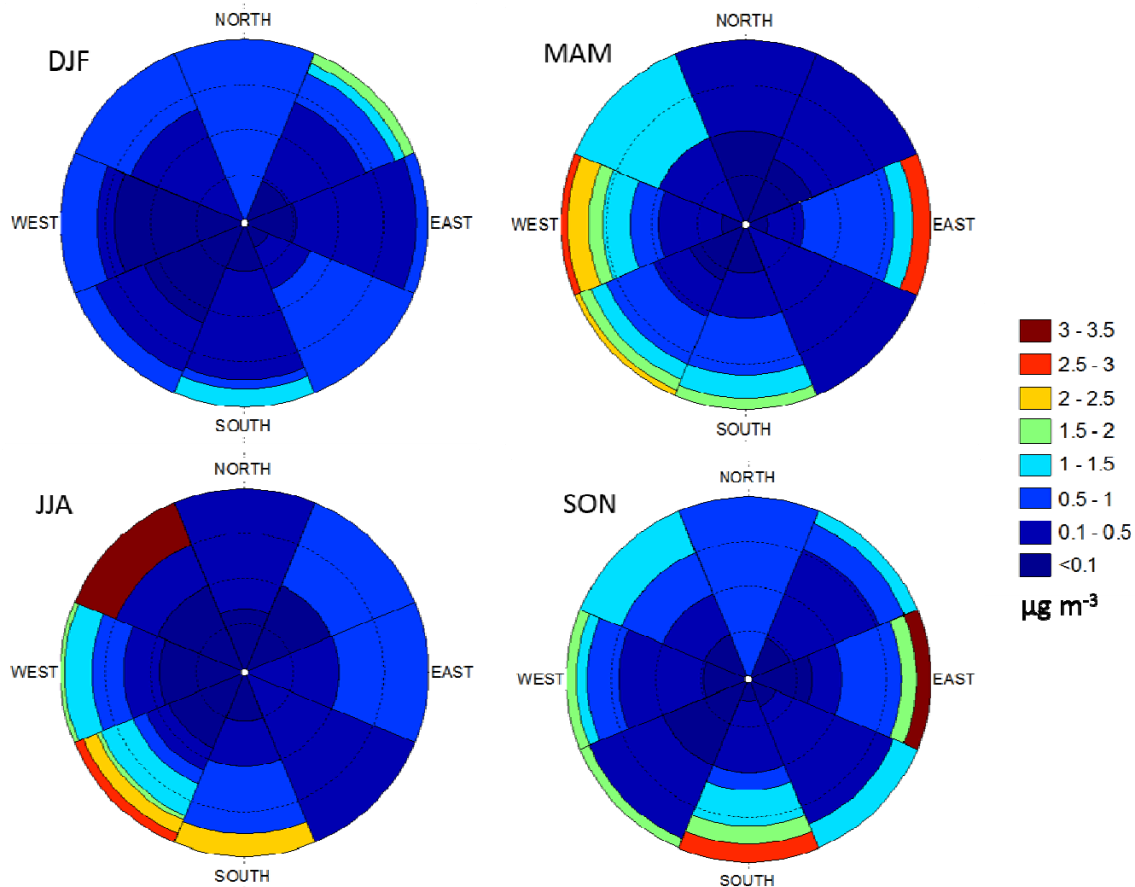 DJF
NORTH
WEST
EAST
SOUTH
MAM
NORTH
WEST
EAST
SOUTH
JJA
NORTH
WEST
EAST
SOUTH
SON
NORTH
WEST
EAST
SOUTH
3 - 3.5
2.5 - 3
2 - 2.5
1.5 - 2
1 - 1.5
0.5 - 1
0.1 - 0.5
<0.1
µg m⁻³